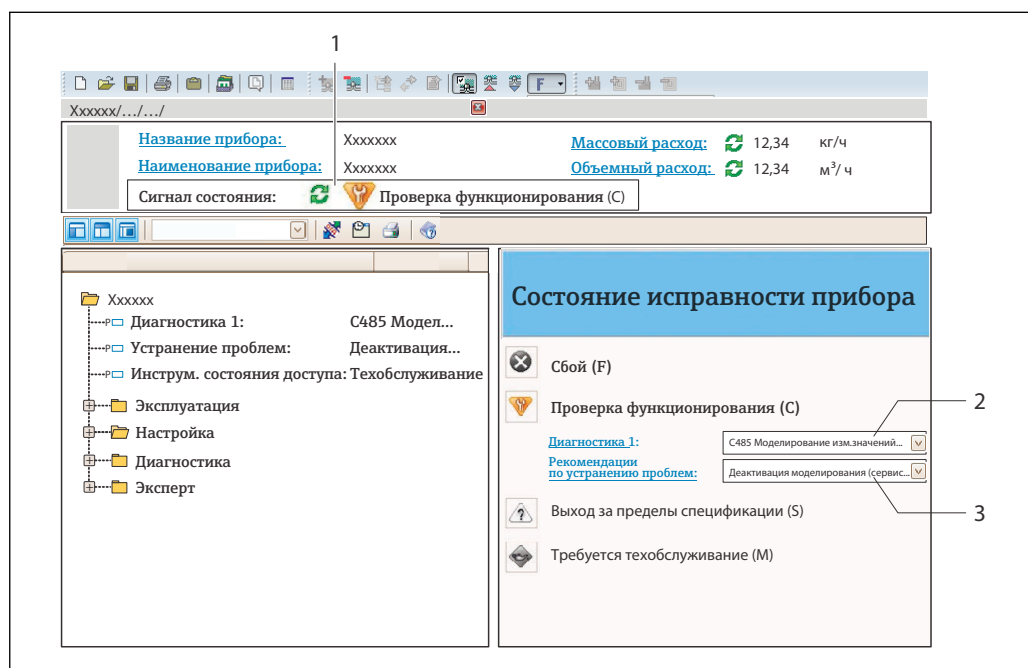 1
F
Xxxxxx/.../.../
Название прибора: Xxxxxxx Массовый расход: 12,34 кг/ч
Наименование прибора: Xxxxxxx Объемный расход: 12,34 м³/ ч
Сигнал состояния: Проверка функционирования (C)
Xxxxxx
Диагностика 1: C485 Модел...
Устранение проблем: Деактивация...
Инструм. состояния доступа: Техобслуживание
Эксплуатация
Настройка
Диагностика
Эксперт
Состояние исправности прибора
Сбой (F)
Проверка функционирования (C)
2
Диагностика 1: C485 Моделирование изм.значений...
Рекомендации
по устранению проблем: Деактивация моделирования (сервис...
3
Выход за пределы спецификации (S)
Требуется техобслуживание (M)